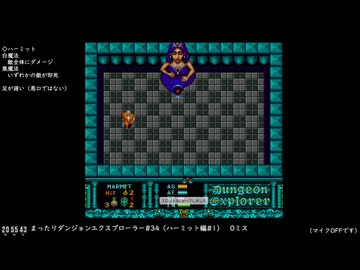 ◇ハーミット
白魔法
敵全体にダメージ
黒魔法
いずれかの敵が即死
足が遅い（悪口ではない）
HARMET
Hit 62
3 2
AG
AT
Dungeon
Explorer
20 55 43
まったりダンジョンエクスプローラー#34（ハーミット編#1） 0ミス
（マイクOFFです）